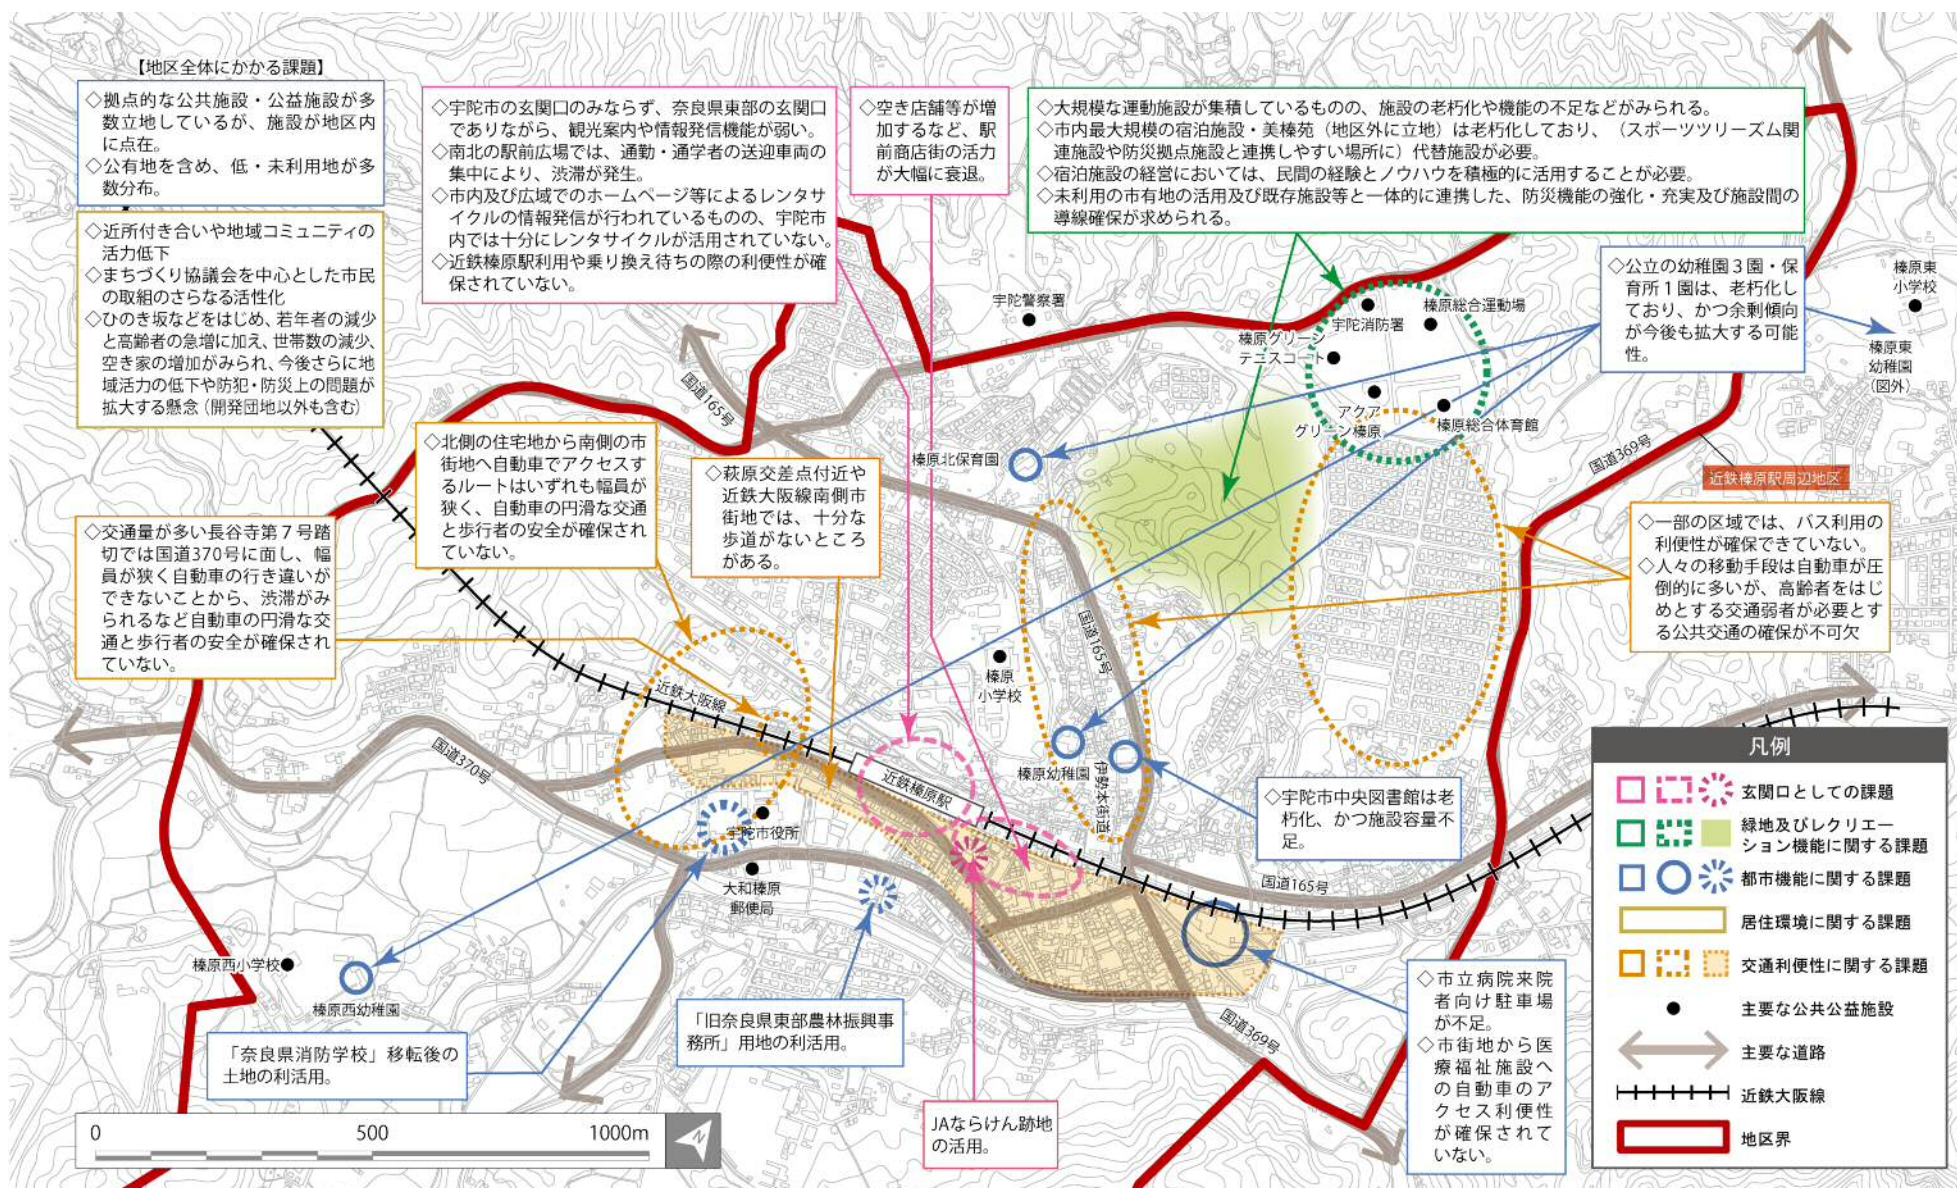 【地区全体にかかる課題】
◇拠点的な公共施設・公益施設が多
数立地しているが、施設が地区内
に点在。
◇公有地を含め、低・未利用地が多
数分布。
◇近所付き合いや地域コミュニティの
活力低下
◇まちづくり協議会を中心とした市民
の取組のさらなる活性化
◇ひのき坂などをはじめ、若年者の減少
と高齢者の急増に加え、世帯数の減少、
空き家の増加がみられ、今後さらに地
域活力の低下や防犯・防災上の問題が
拡大する懸念（開発団地以外も含む）
◇宇陀市の玄関口のみならず、奈良県東部の玄関口
でありながら、観光案内や情報発信機能が弱い。
◇南北の駅前広場では、通勤・通学者の送迎車両の
集中により、渋滞が発生。
◇市内及び広域でのホームページ等によるレンタサ
イクルの情報発信が行われているものの、宇陀市
内では十分にレンタサイクルが活用されていない。
◇近鉄榛原駅利用や乗り換え待ちの際の利便性が確
保されていない。
◇空き店舗等が増
加するなど、駅
前商店街の活力
が大幅に衰退。
◇大規模な運動施設が集積しているものの、施設の老朽化や機能の不足などがみられる。
◇市内最大規模の宿泊施設・美榛苑（地区外に立地）は老朽化しており、（スポーツツーリズム関
連施設や防災拠点施設と連携しやすい場所に）代替施設が必要。
◇宿泊施設の経営においては、民間の経験とノウハウを積極的に活用することが必要。
◇未利用の市有地の活用及び既存施設等と一体的に連携した、防災機能の強化・充実及び施設間の
導線確保が求められる。
◇公立の幼稚園3園・保
育所1園は、老朽化し
ており、かつ余剰傾向
が今後も拡大する可能
性。
榛原東
小学校
榛原東
幼稚園
（図外）
宇陀警察署
宇陀消防署
榛原総合運動場
榛原グリーン
テニスコート
アクア
グリーン榛原
榛原総合体育館
国道165号
榛原北保育園
国道369号
近鉄榛原駅周辺地区
◇北側の住宅地から南側の市
街地へ自動車でアクセスす
るルートはいずれも幅員が
狭く、自動車の円滑な交通
と歩行者の安全が確保され
ていない。
◇萩原交差点付近や
近鉄大阪線南側市
街地では、十分な
歩道がないところ
がある。
◇交通量が多い長谷寺第7号踏
切では国道370号に面し、幅
員が狭く自動車の行き違いが
できないことから、渋滞がみ
られるなど自動車の円滑な交
通と歩行者の安全が確保され
ていない。
◇一部の区域では、バス利用の
利便性が確保できていない。
◇人々の移動手段は自動車が圧
倒的に多いが、高齢者をはじ
めとする交通弱者が必要とす
る公共交通の確保が不可欠
国道165号
榛原
小学校
近鉄大阪線
国道370号
近鉄榛原駅
榛原幼稚園
伊勢本街道
宇陀市役所
大和榛原
郵便局
◇宇陀市中央図書館は老
朽化、かつ施設容量不
足。
国道165号
榛原西小学校
榛原西幼稚園
国道369号
「奈良県消防学校」移転後の
土地の利活用。
「旧奈良県東部農林振興事
務所」用地の利活用。
JAならけん跡地
の活用。
◇市立病院来院
者向け駐車場
が不足。
◇市街地から医
療福祉施設へ
の自動車のア
クセス利便性
が確保されて
いない。
凡例
玄関口としての課題
緑地及びレクリエー
ション機能に関する課題
都市機能に関する課題
居住環境に関する課題
交通利便性に関する課題
主要な公共公益施設
主要な道路
近鉄大阪線
地区界
0 500 1000m
N